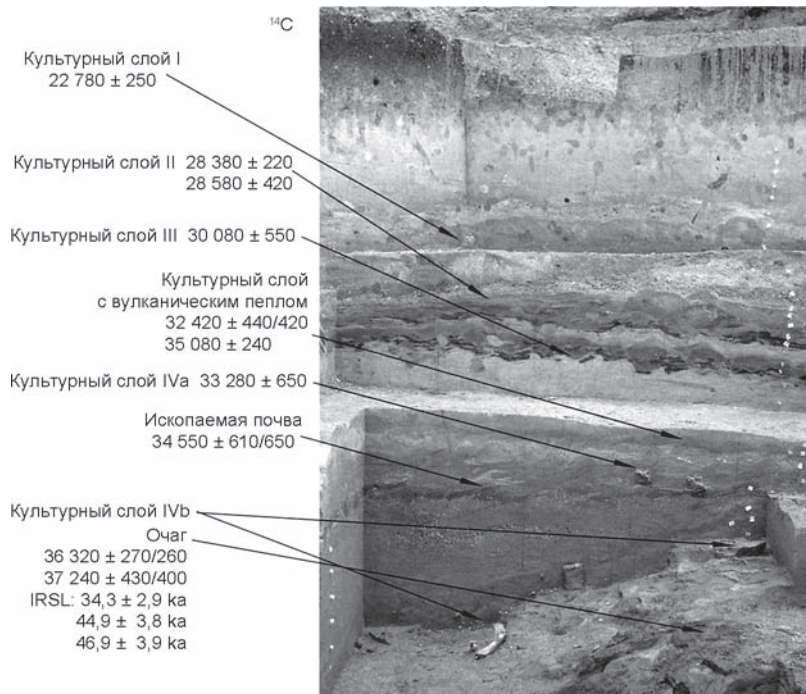 ¹⁴C
Культурный слой I
22 780 ± 250
Культурный слой II 28 380 ± 220
28 580 ± 420
Культурный слой III 30 080 ± 550
Культурный слой
с вулканическим пеплом
32 420 ± 440/420
35 080 ± 240
Культурный слой IVa 33 280 ± 650
Ископаемая почва
34 550 ± 610/650
Культурный слой IVb
Очаг
36 320 ± 270/260
37 240 ± 430/400
IRSL: 34,3 ± 2,9 ka
44,9 ± 3,8 ka
46,9 ± 3,9 ka